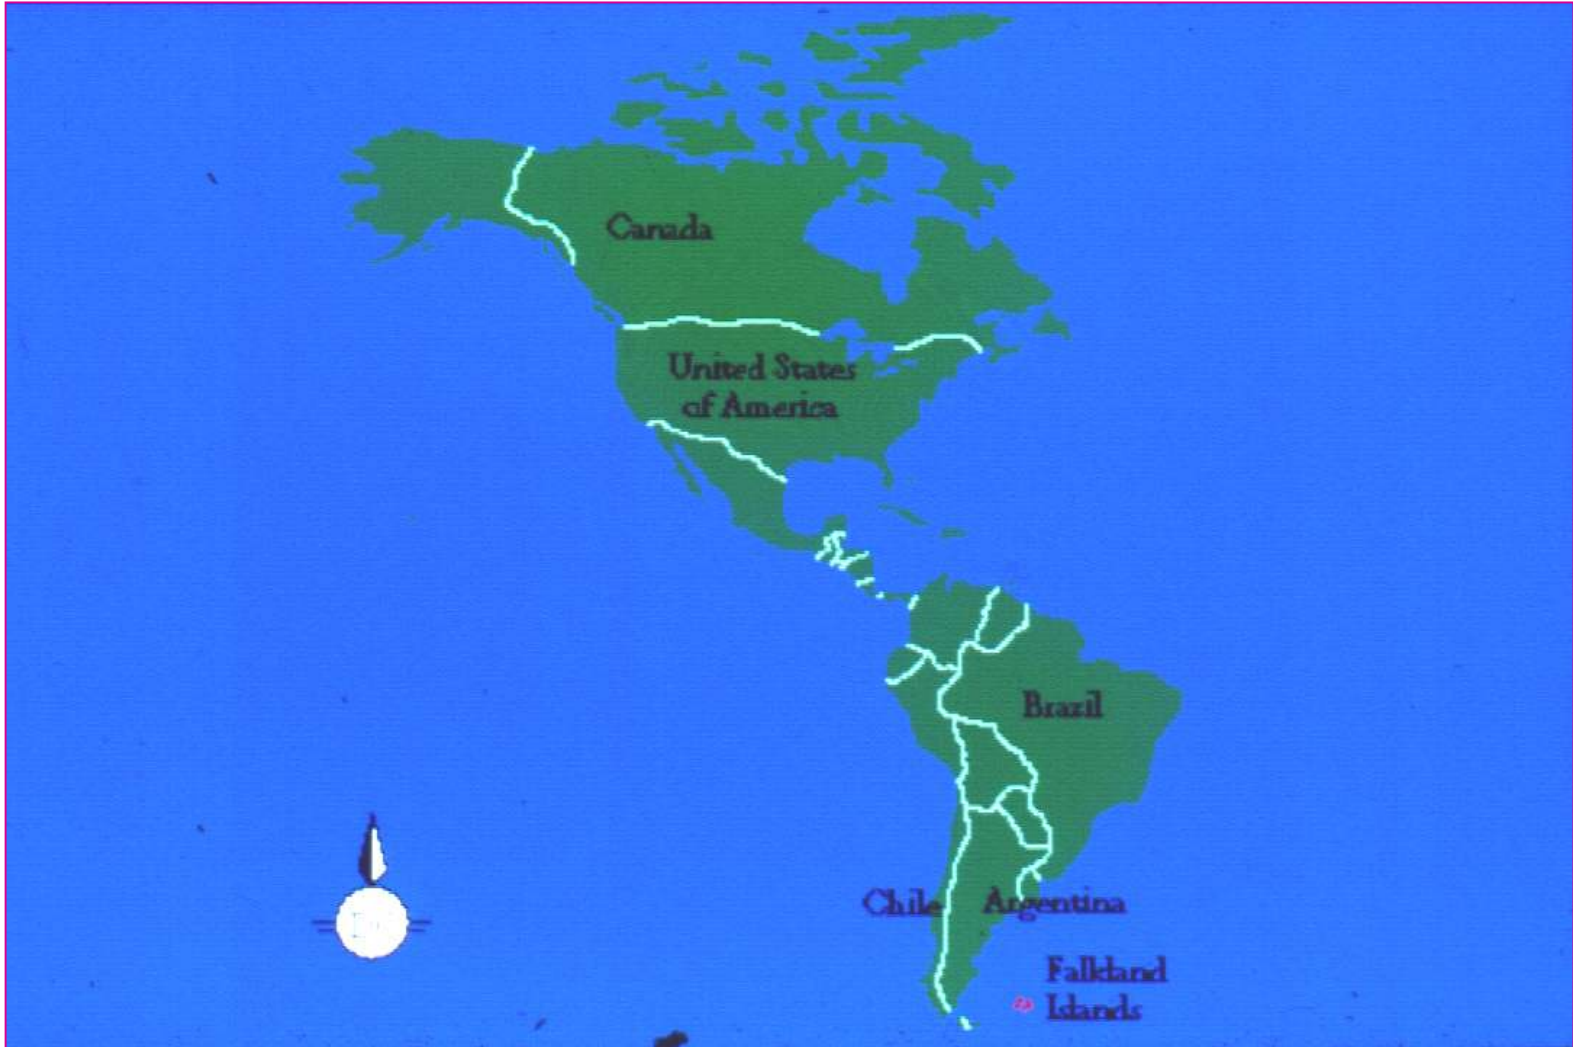 Canada
United States
of America
Brazil
Chile
Argentina
Falkland
Islands